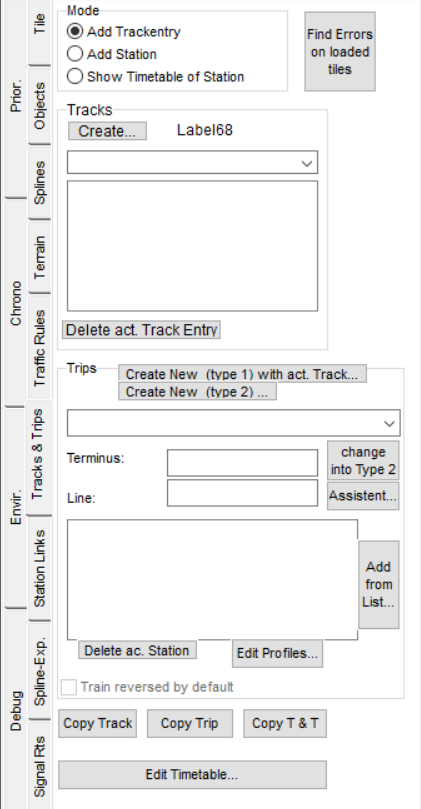 Prior.
Chrono
Envir.
Debug
Tile
Objects
Splines
Terrain
Traffic Rules
Tracks & Trips
Station Links
Spline-Exp.
Signal Rts
Mode
Add Trackentry
Add Station
Show Timetable of Station
Find Errors
on loaded
tiles
Tracks
Create...
Label68
Delete act. Track Entry
Trips
Create New (type 1) with act. Track...
Create New (type 2) ...
Terminus:
change
into Type 2
Line:
Assistent...
Add
from
List...
Delete ac. Station
Edit Profiles...
Train reversed by default
Copy Track
Copy Trip
Copy T & T
Edit Timetable...